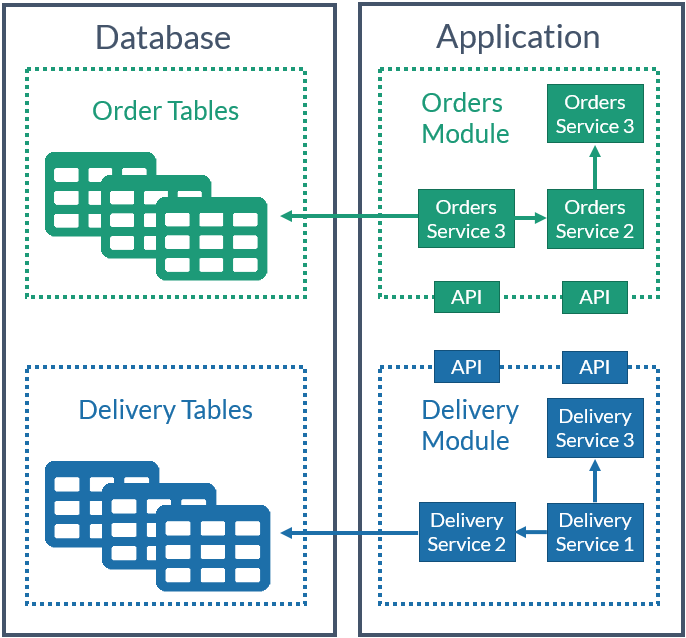 Database
Order Tables
Delivery Tables
Application
Orders
Module
Orders
Service 3
Orders
Service 3
Orders
Service 2
API
API
API
API
Delivery
Module
Delivery
Service 3
Delivery
Service 2
Delivery
Service 1